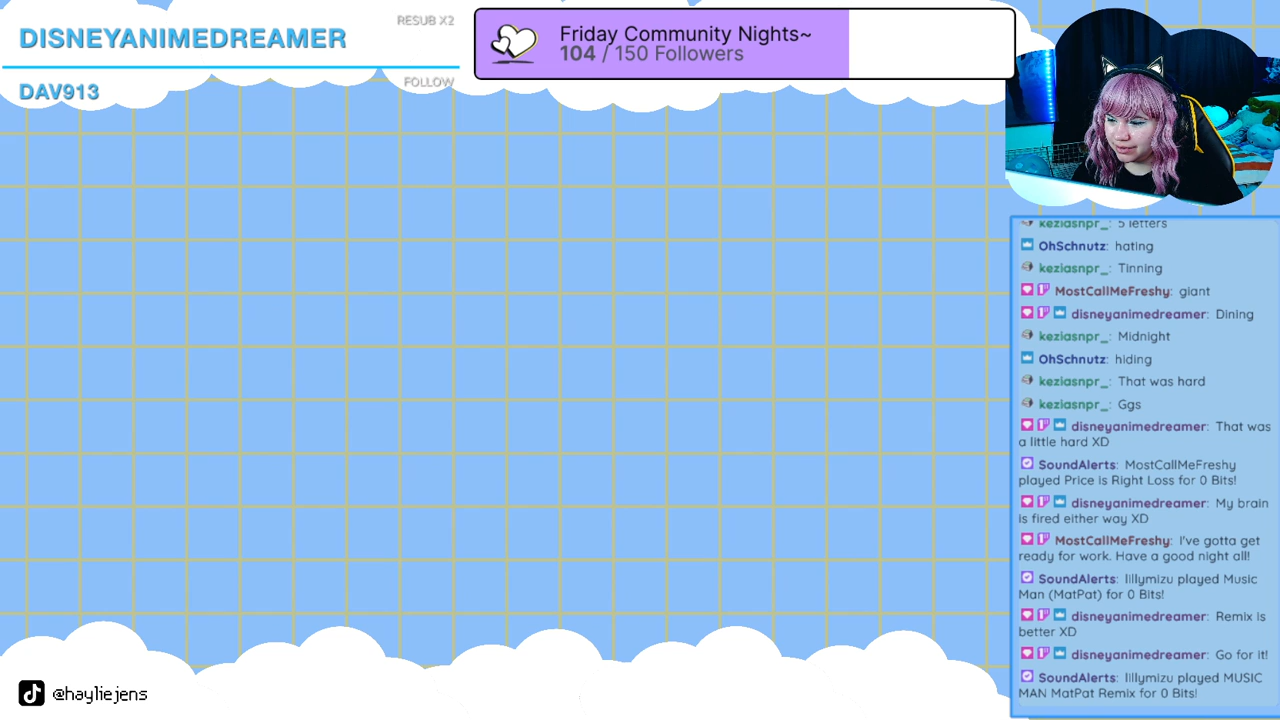 DISNEYANIMEDREAMER
RESUB X2
DAV913
FOLLOW
Friday Community Nights~
104 / 150 Followers
keziasnpr_: 5 letters
OhSchnutz: hating
keziasnpr_: Tinning
MostCallMeFreshy: giant
disneyanimedreamer: Dining
keziasnpr_: Midnight
OhSchnutz: hiding
keziasnpr_: That was hard
keziasnpr_: Ggs
disneyanimedreamer: That was
a little hard XD
SoundAlerts: MostCallMeFreshy
played Price is Right Loss for 0 Bits!
disneyanimedreamer: My brain
is fired either way XD
MostCallMeFreshy: I've gotta get
ready for work. Have a good night all!
SoundAlerts: lillymizu played Music
Man (MatPat) for 0 Bits!
disneyanimedreamer: Remix is
better XD
disneyanimedreamer: Go for it!
SoundAlerts: lillymizu played MUSIC
MAN MatPat Remix for 0 Bits!
@hayliejens